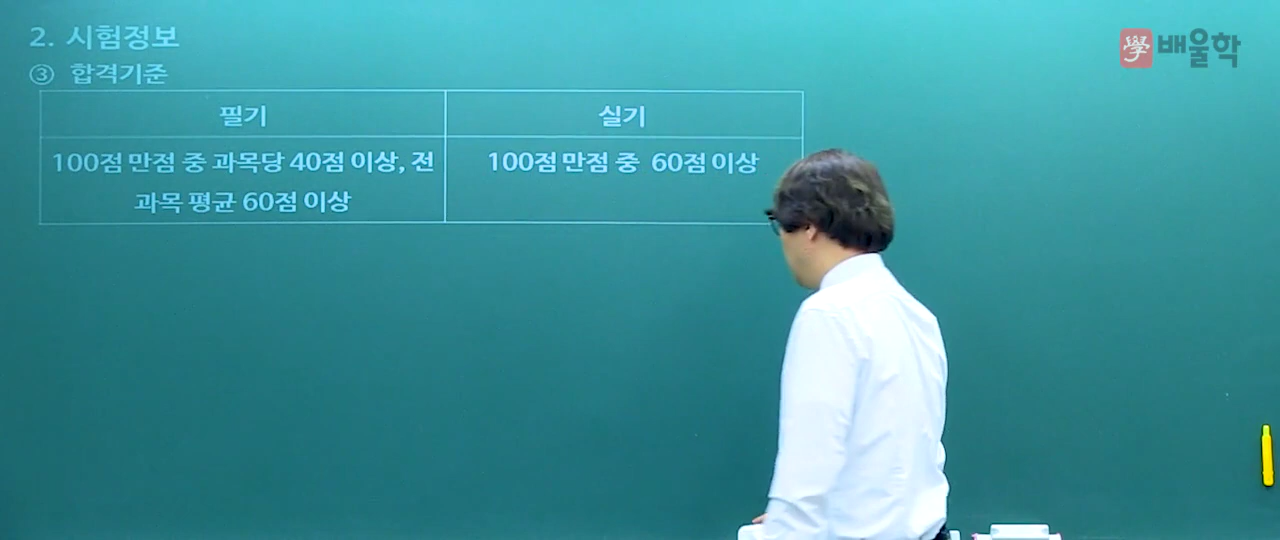 2. 시험정보
學 배울학
③ 합격기준
필기
실기
100점 만점 중 과목당 40점 이상, 전
과목 평균 60점 이상
100점 만점 중 60점 이상